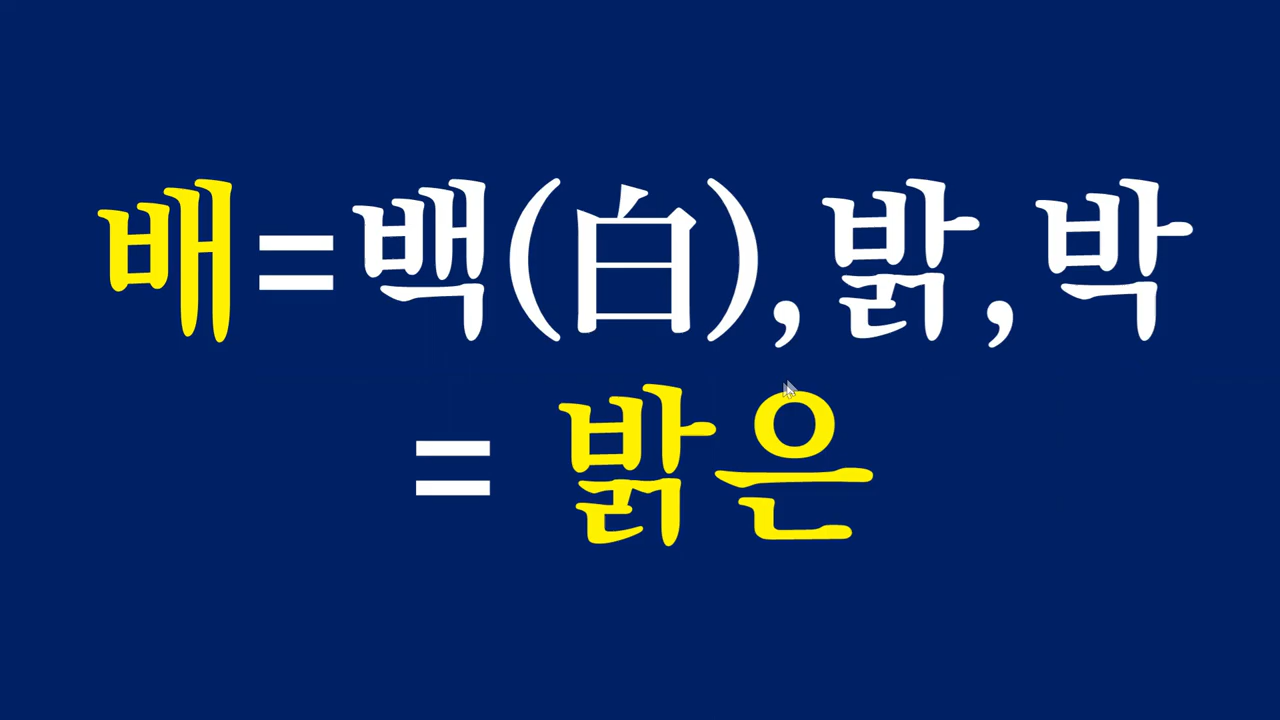 배=백(白),밝,박
= 밝은